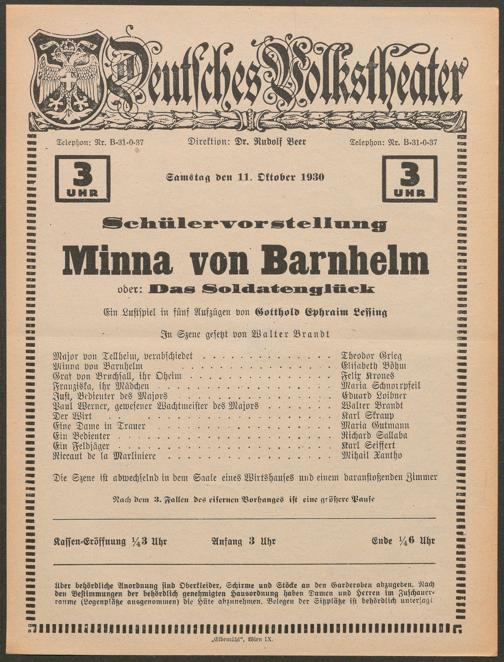 Deutsches Volkstheater
Telephon: Nr. B-31-0-37 Direktion: Dr. Rudolf Beer Telephon: Nr. B-31-0-37
3 UHR Samstag den 11. Oktober 1930 3 UHR
Schülervorstellung
Minna von Barnhelm
oder: Das Soldatenglück
Ein Lustspiel in fünf Aufzügen von Gotthold Ephraim Lessing
In Szene gesetzt von Walter Brandt
Major von Tellheim, verabschiedet . . . . . . . . . . Theodor Grieg
Minna von Barnhelm . . . . . . . . . . Elisabeth Böhm
Graf von Bruchsall, ihr Oheim . . . . . . . . . . Felix Krones
Franziska, ihr Mädchen . . . . . . . . . . Maria Schnorrpfeil
Just, Bedienter des Majors . . . . . . . . . . Eduard Loibner
Paul Werner, gewesener Wachtmeister des Majors . . . . . . . . . . Walter Brandt
Der Wirt . . . . . . . . . . Karl Skraup
Eine Dame in Trauer . . . . . . . . . . Maria Gutmann
Ein Bedienter . . . . . . . . . . Richard Sallaba
Ein Feldjäger . . . . . . . . . . Karl Seiffert
Riccaut de la Marliniere . . . . . . . . . . Mihail Xantho
Die Szene ist abwechselnd in dem Saale eines Wirtshauses und einem daranstoßenden Zimmer
Nach dem 3. Fallen des eisernen Vorhanges ist eine größere Pause
Kassen-Eröffnung ¼3 Uhr Anfang 3 Uhr Ende ¼6 Uhr
Über behördliche Anordnung sind Oberkleider, Schirme und Stöcke an den Garderoben abzugeben. Nach
den Bestimmungen der behördlich genehmigten Hausordnung haben Damen und Herren im Zuschauer-
raume (Logenplätze ausgenommen) die Hüte abzunehmen. Belegen der Sitzplätze ist behördlich untersagt
„Elbemühl“, Wien IX.